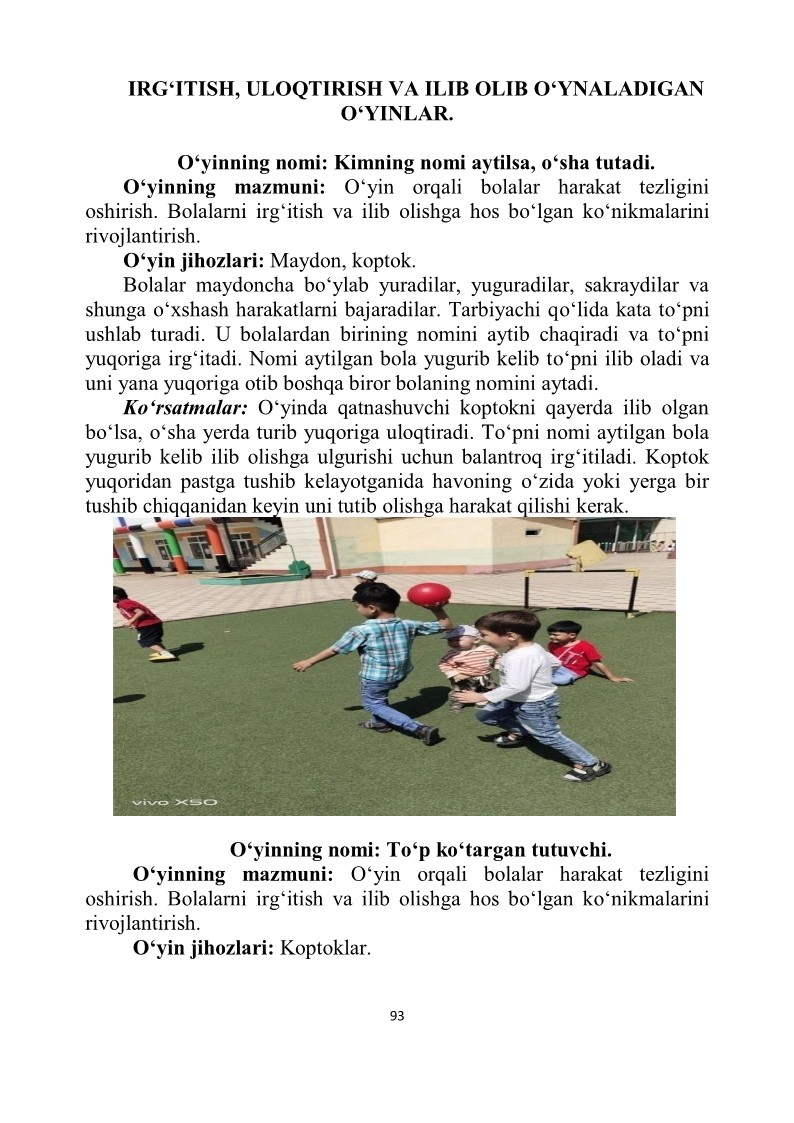 IRG‘ITISH, ULOQTIRISH VA ILIB OLIB O‘YNALADIGAN
O‘YINLAR.
O‘yinning nomi: Kimning nomi aytilsa, o‘sha tutadi.
O‘yinning mazmuni: O‘yin orqali bolalar harakat tezligini
oshirish. Bolalarni irg‘itish va ilib olishga hos bo‘lgan ko‘nikmalarini
rivojlantirish.
O‘yin jihozlari: Maydon, koptok.
Bolalar maydoncha bo‘ylab yuradilar, yuguradilar, sakraydilar va
shunga o‘xshash harakatlarni bajaradilar. Tarbiyachi qo‘lida kata to‘pni
ushlab turadi. U bolalardan birining nomini aytib chaqiradi va to‘pni
yuqoriga irg‘itadi. Nomi aytilgan bola yugurib kelib to‘pni ilib oladi va
uni yana yuqoriga otib boshqa biror bolaning nomini aytadi.
Ko‘rsatmalar: O‘yinda qatnashuvchi koptokni qayerda ilib olgan
bo‘lsa, o‘sha yerda turib yuqoriga uloqtiradi. To‘pni nomi aytilgan bola
yugurib kelib ilib olishga ulgurishi uchun balantroq irg‘itiladi. Koptok
yuqoridan pastga tushib kelayotganida havoning o‘zida yoki yerga bir
tushib chiqqanidan keyin uni tutib olishga harakat qilishi kerak.
vivo X50
O‘yinning nomi: To‘p ko‘targan tutuvchi.
O‘yinning mazmuni: O‘yin orqali bolalar harakat tezligini
oshirish. Bolalarni irg‘itish va ilib olishga hos bo‘lgan ko‘nikmalarini
rivojlantirish.
O‘yin jihozlari: Koptoklar.
93